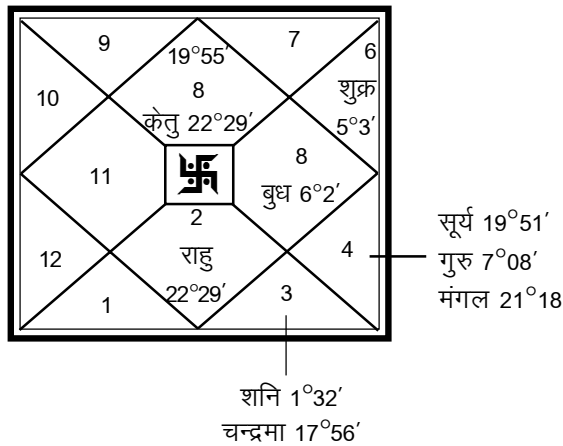 9
19°55′
7
6
शुक्र
5°3′
10
8
केतु 22°29′
11
8
बुध 6°2′
2
राहु
22°29′
12
1
3
4
सूर्य 19°51′
गुरु 7°08′
मंगल 21°18
शनि 1°32′
चन्द्रमा 17°56′